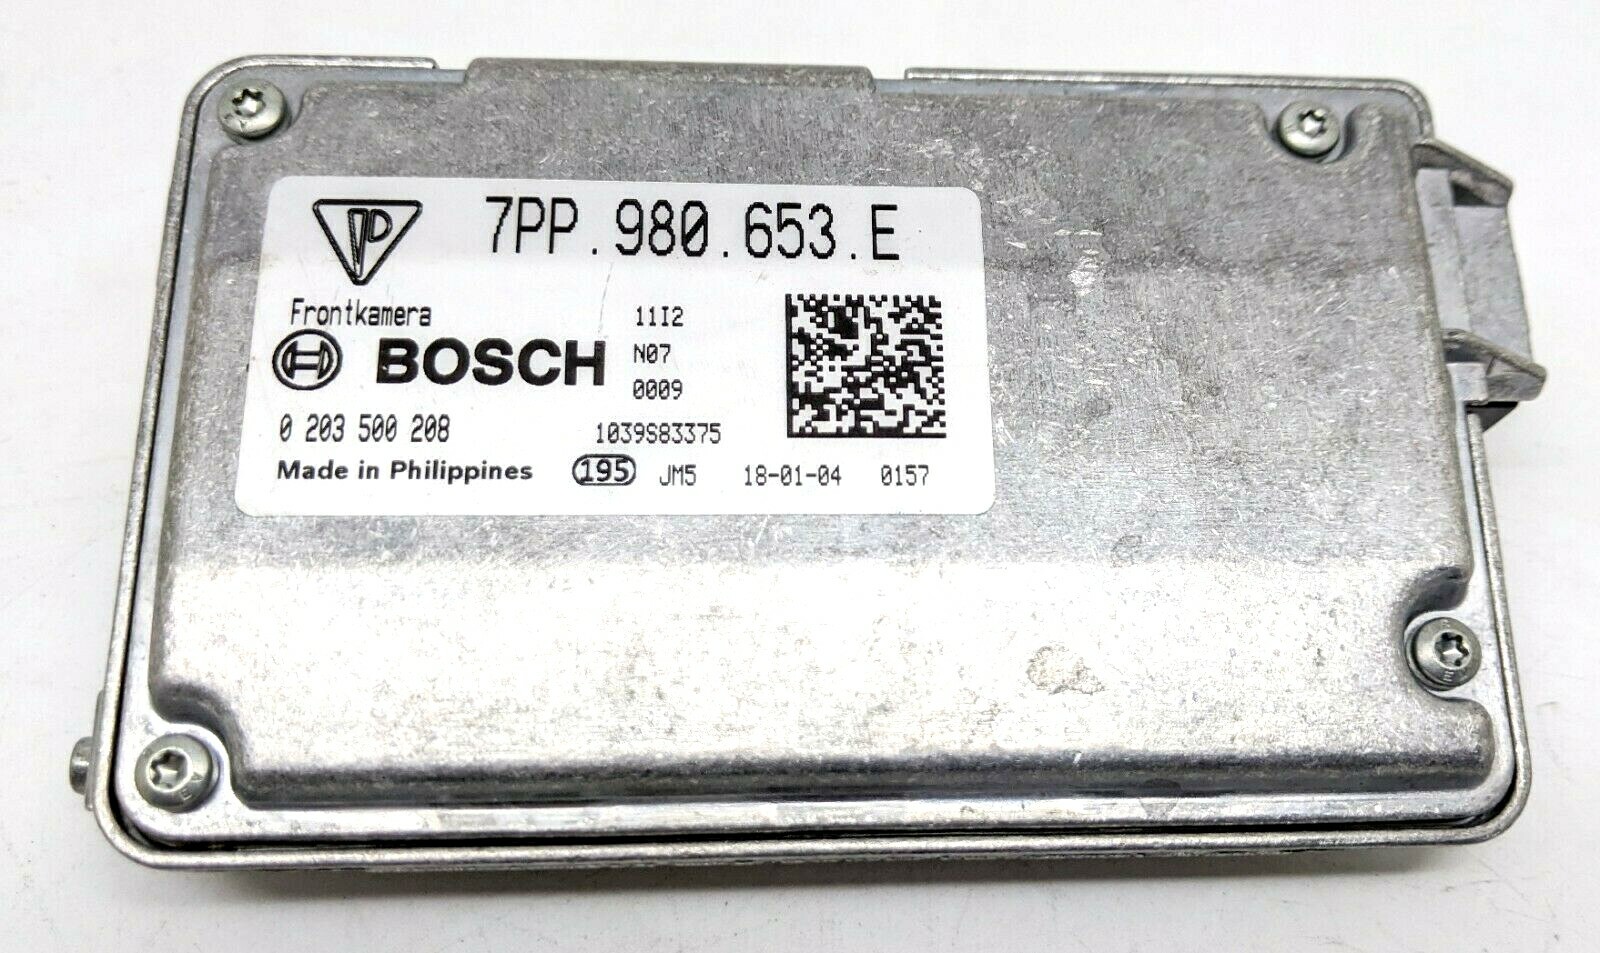 7PP.980.653.E
Frontkamera 11I2
BOSCH N07
0009
0 203 500 208 1039S83375
Made in Philippines 195 JM5 18-01-04 0157